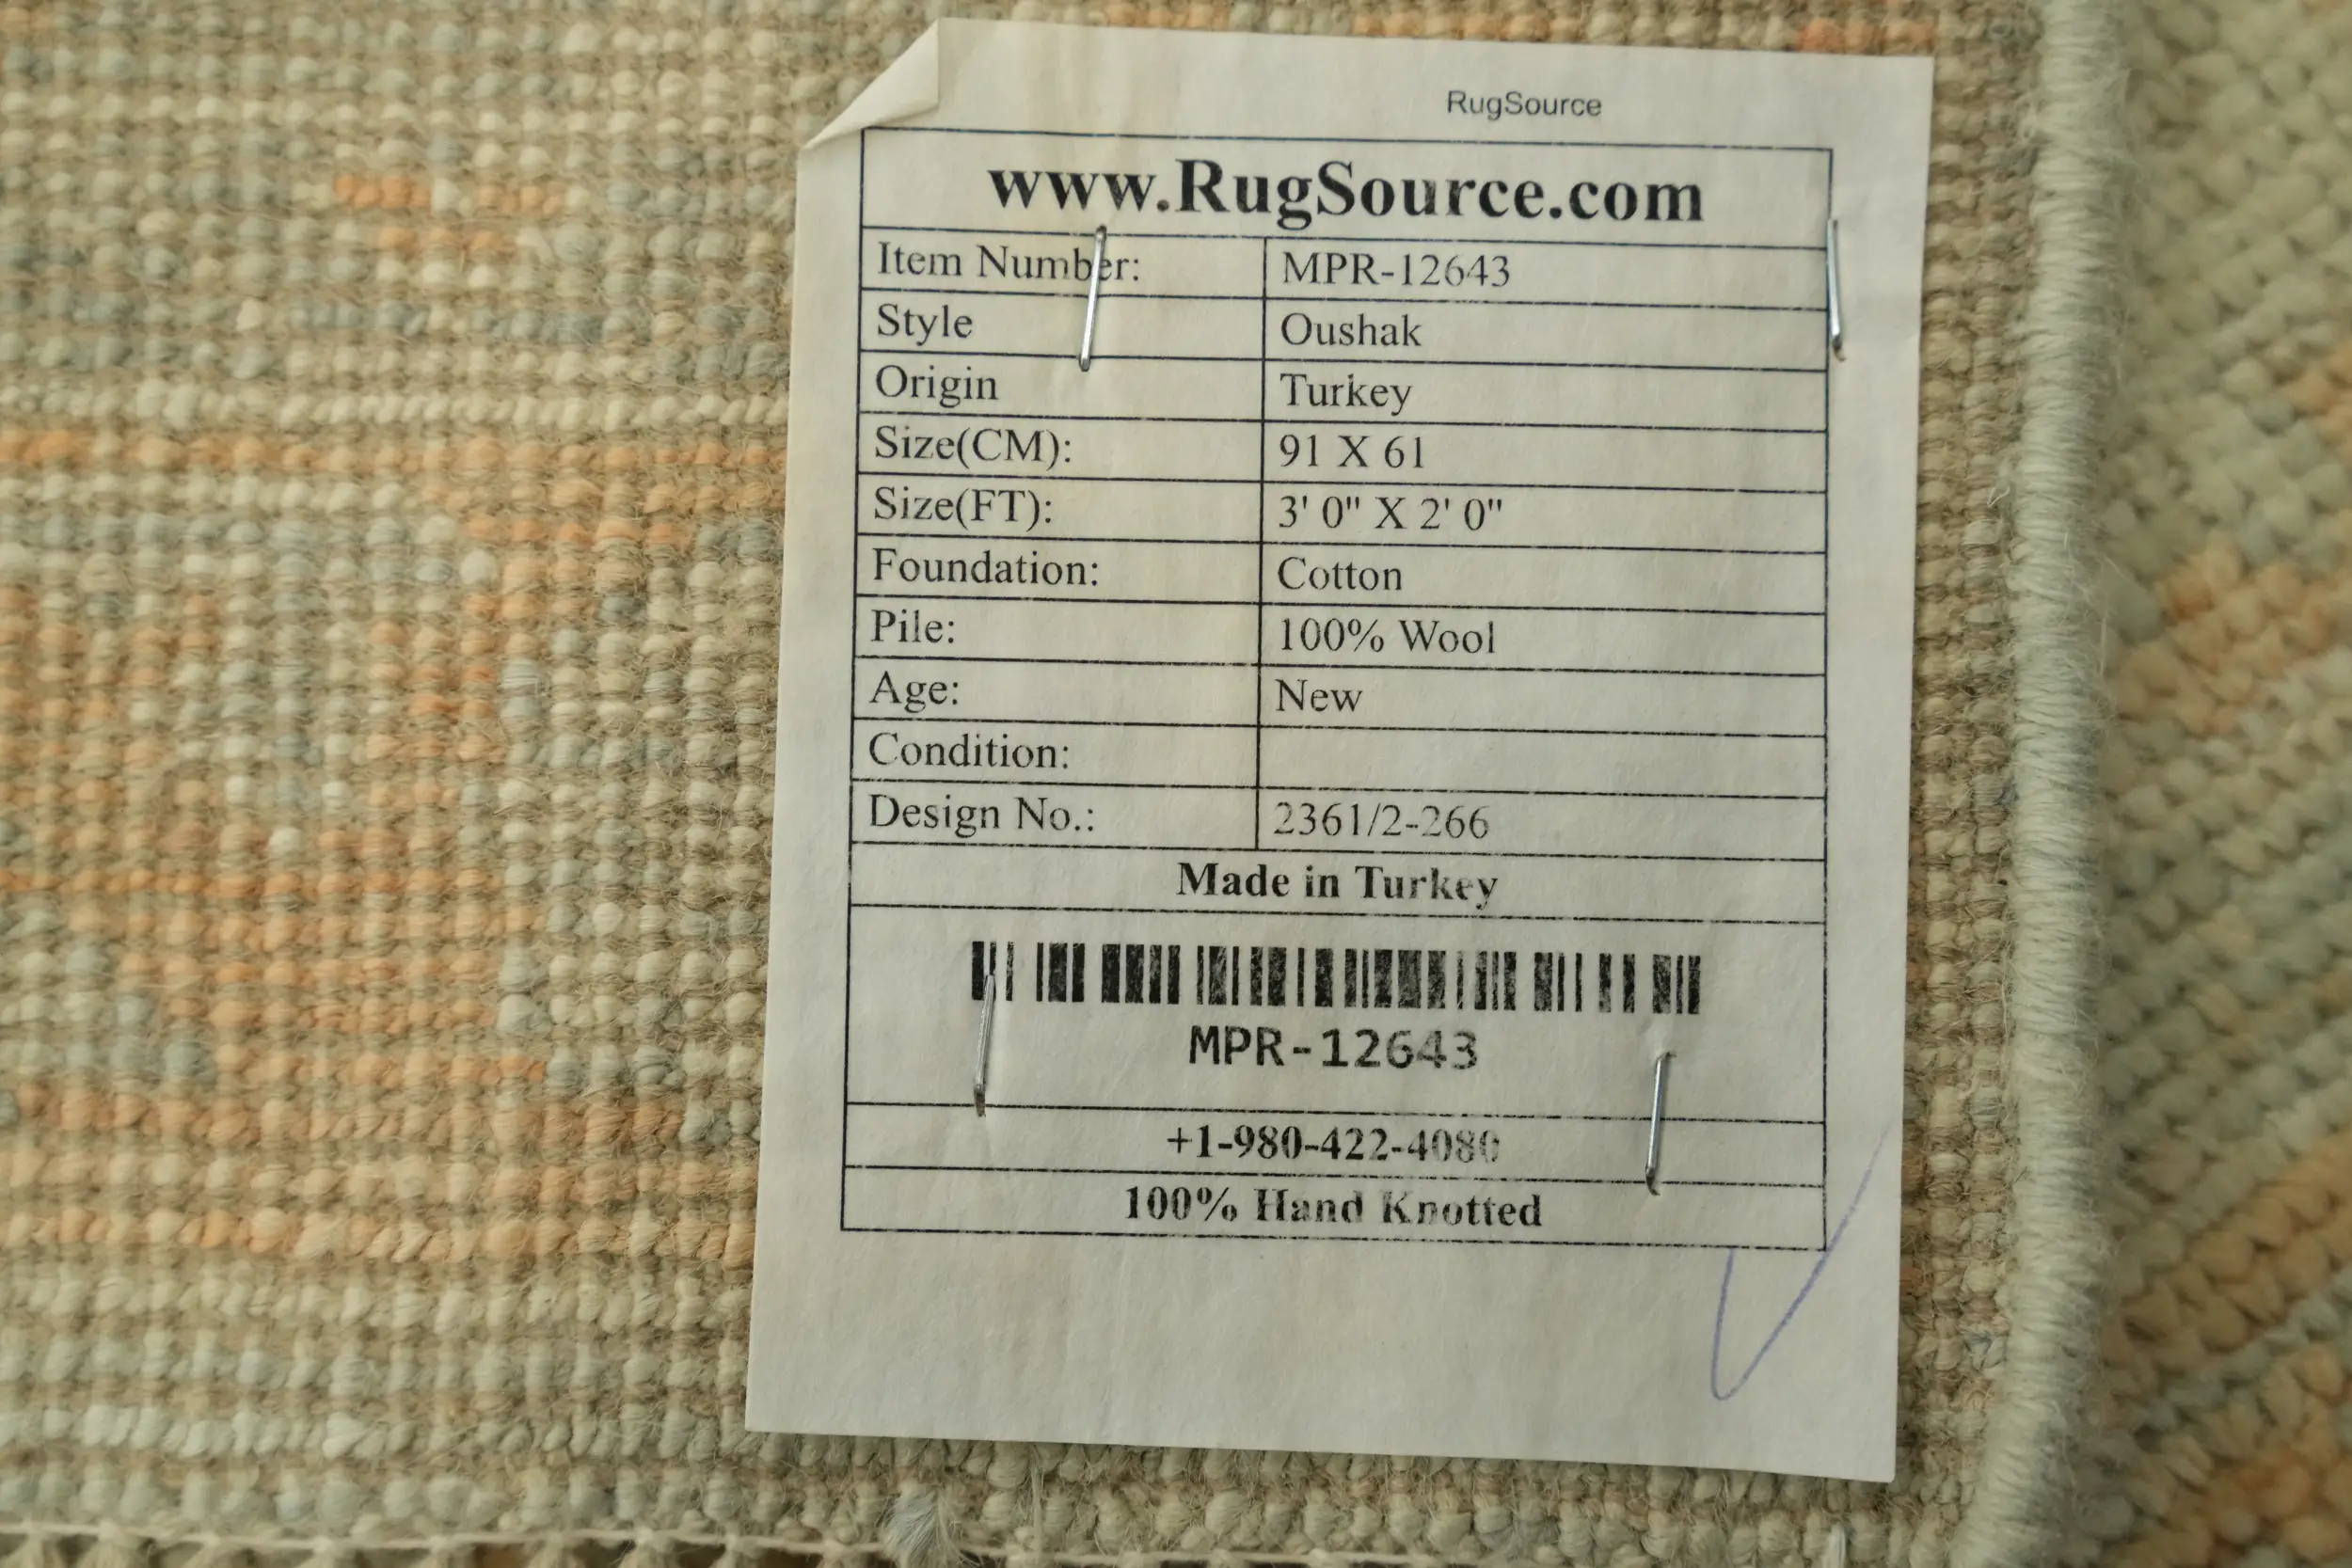 RugSource
www.RugSource.com
Item Number: MPR-12643
Style Oushak
Origin Turkey
Size(CM): 91 X 61
Size(FT): 3' 0" X 2' 0"
Foundation: Cotton
Pile: 100% Wool
Age: New
Condition:
Design No.: 2361/2-266
Made in Turkey
MPR-12643
+1-980-422-4080
100% Hand Knotted